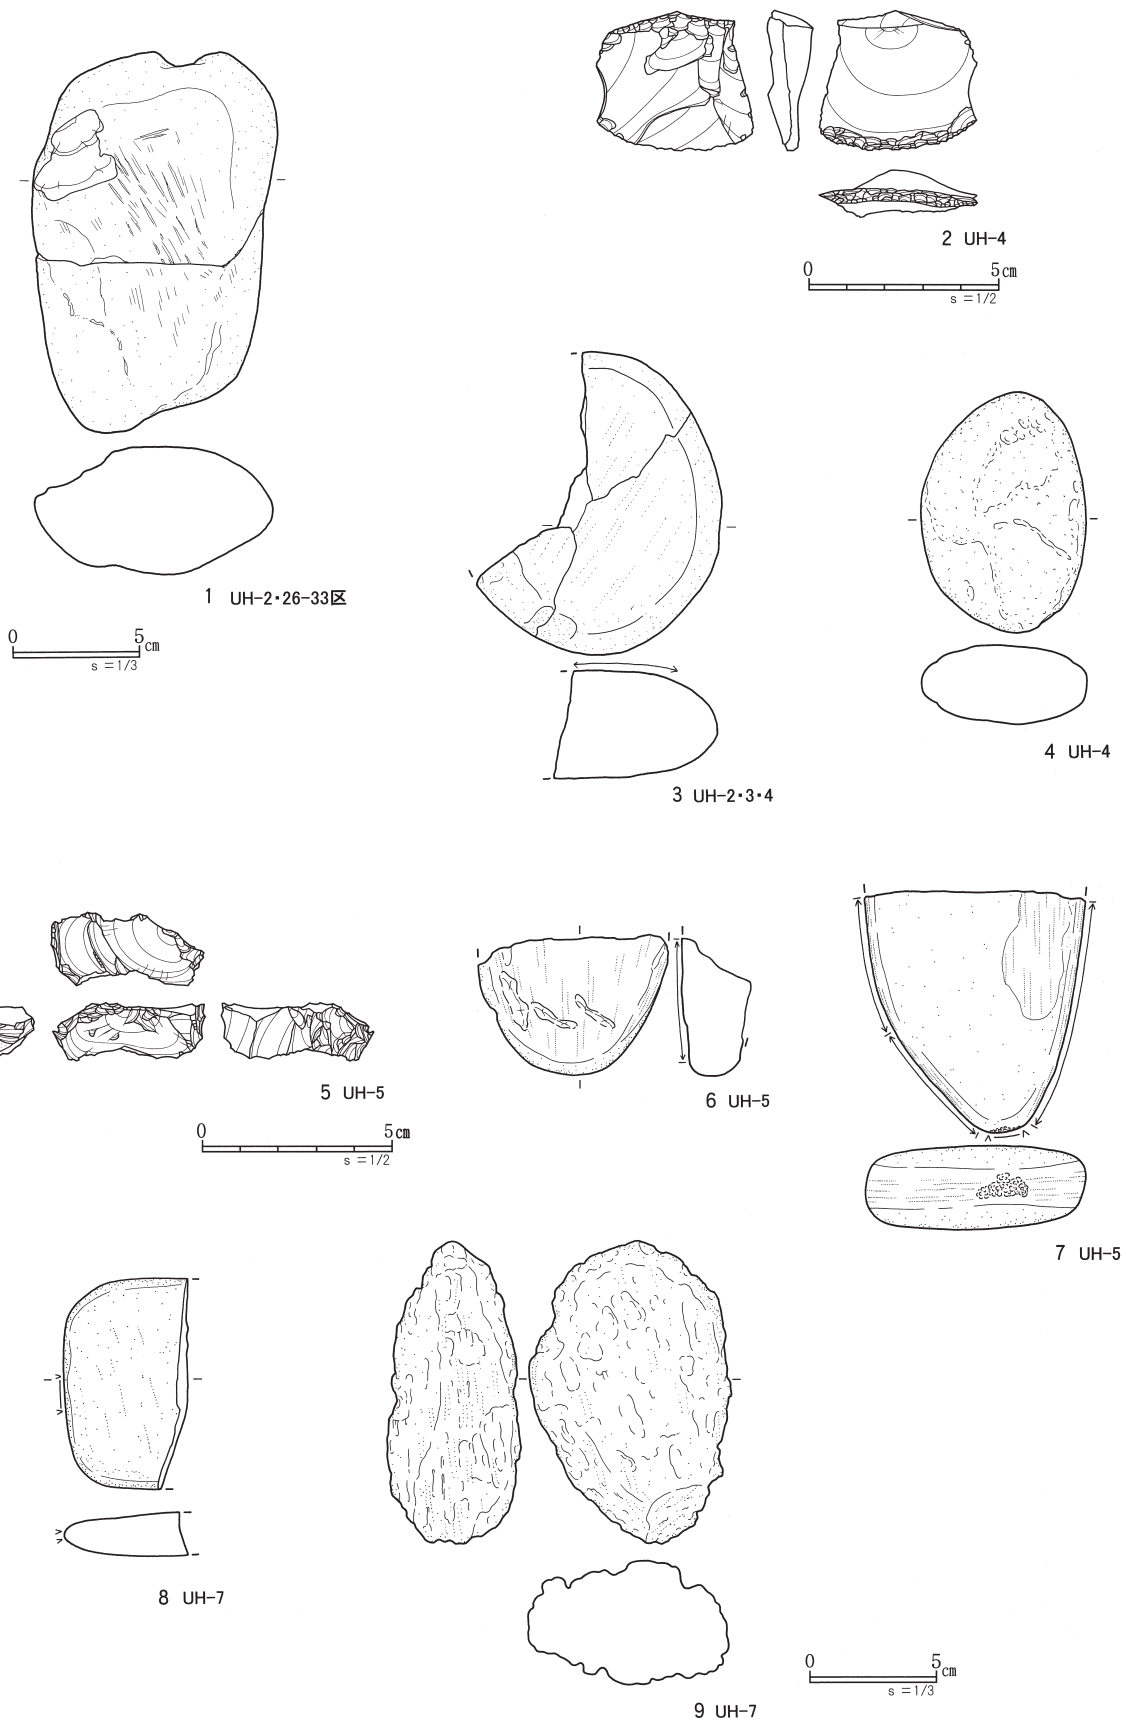 2 UH-4
0 5cm
s=1/2
1 UH-2・26-33区
0 5cm
s=1/3
4 UH-4
3 UH-2・3・4
5 UH-5
6 UH-5
0 5cm
s=1/2
7 UH-5
8 UH-7
0 5cm
s=1/3
9 UH-7